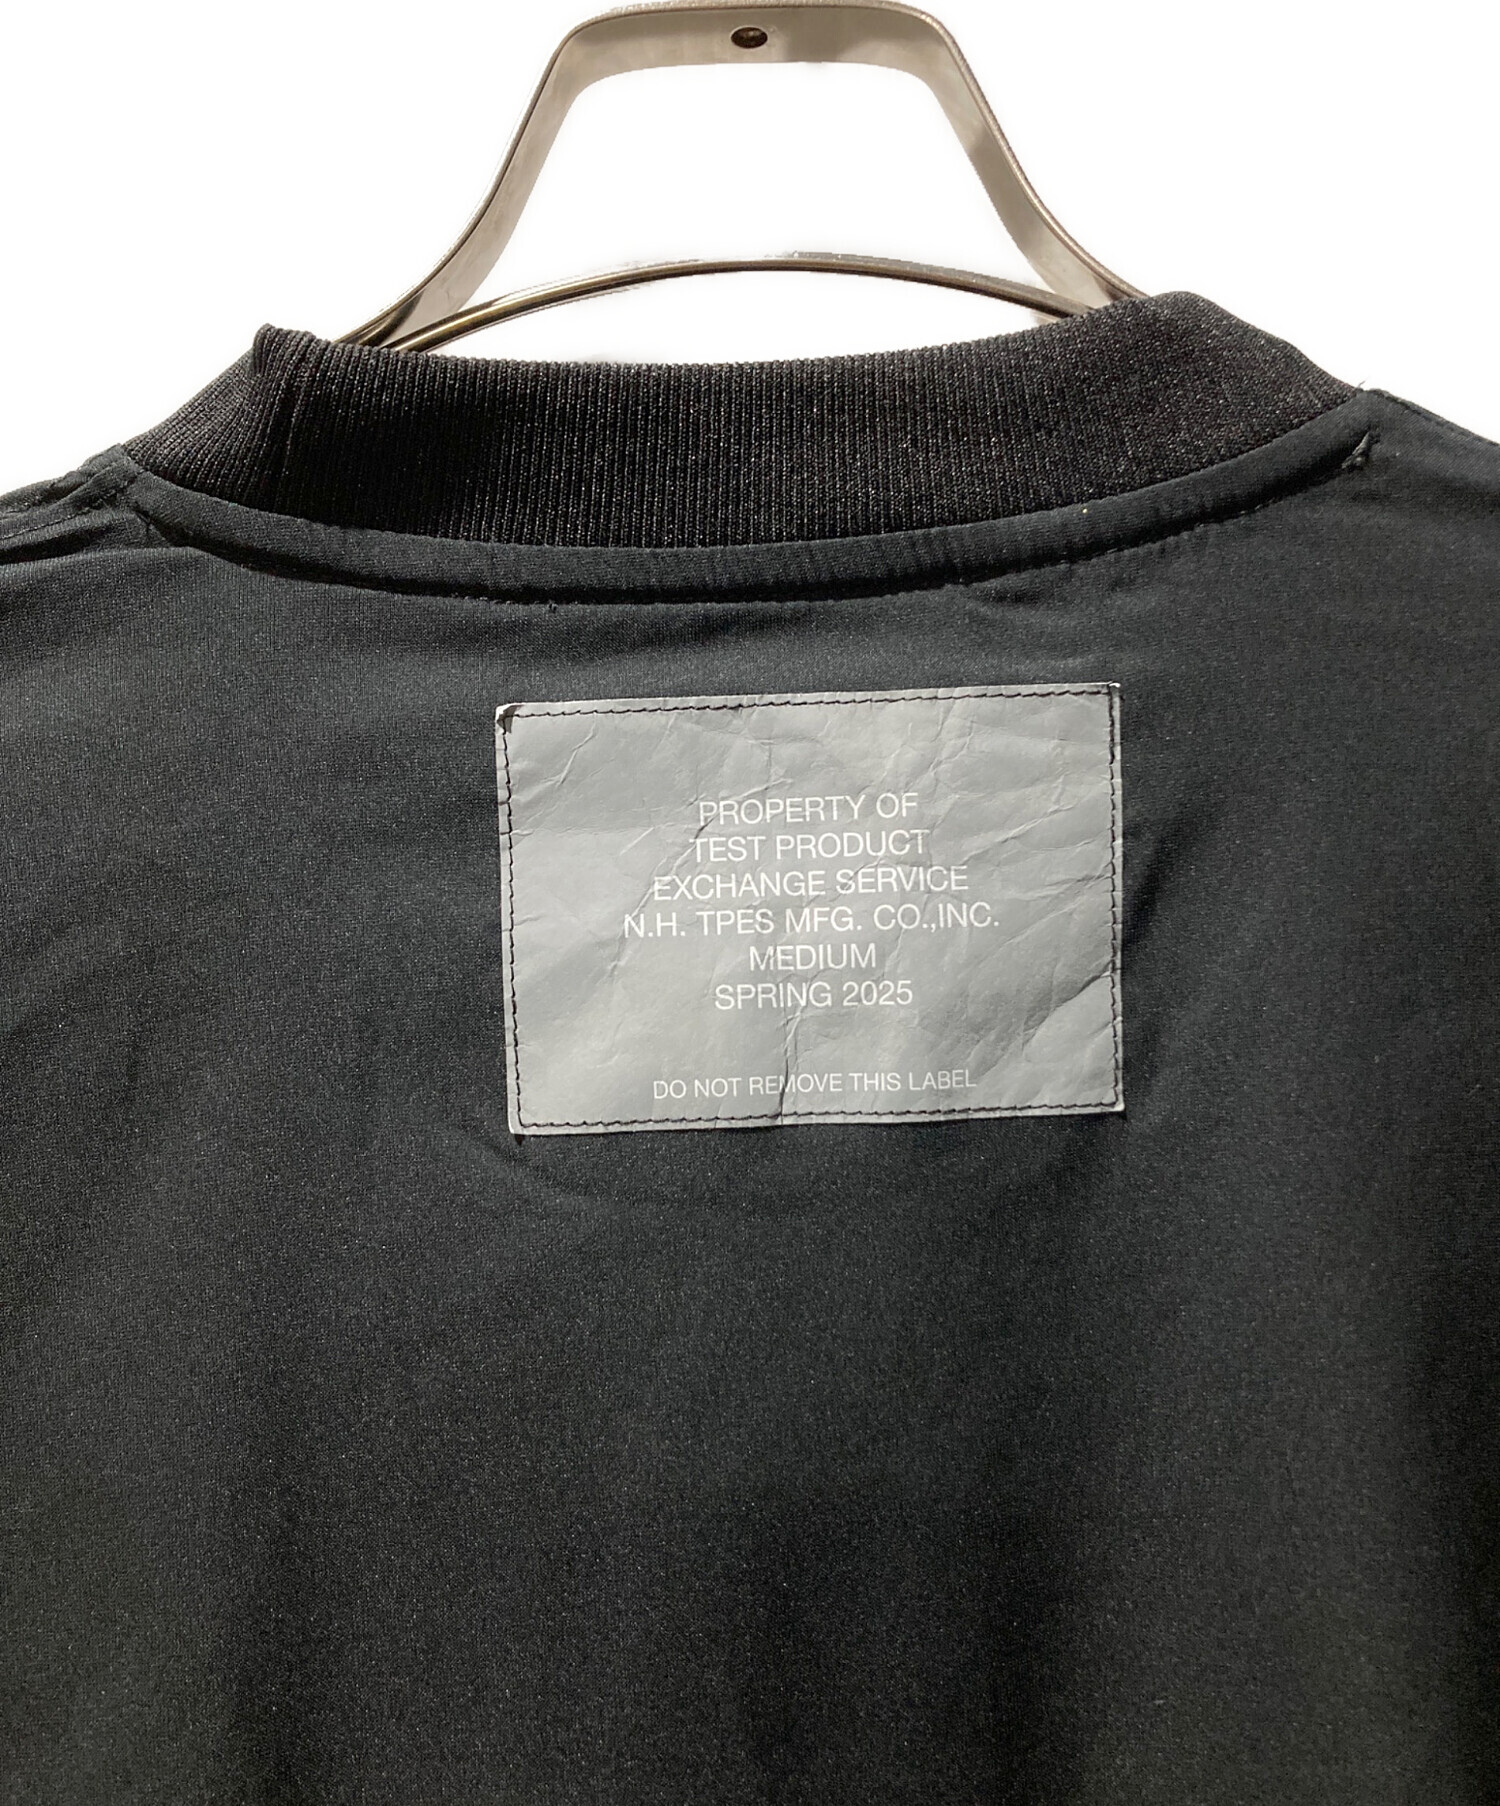 PROPERTY OF
TEST PRODUCT
EXCHANGE SERVICE
N.H. TPES MFG. CO.,INC.
MEDIUM
SPRING 2025
DO NOT REMOVE THIS LABEL